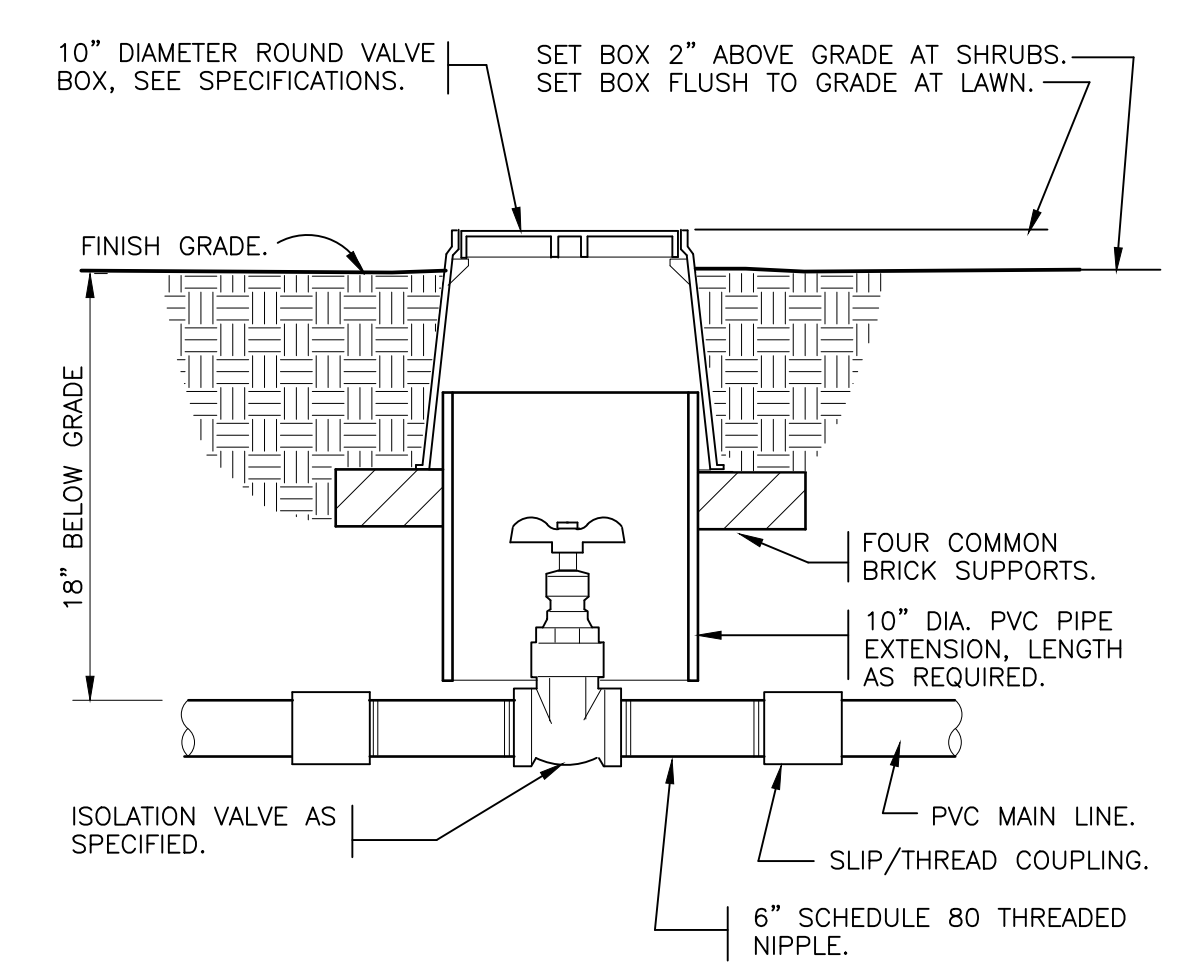 10” DIAMETER ROUND VALVE
BOX, SEE SPECIFICATIONS.
SET BOX 2” ABOVE GRADE AT SHRUBS.
SET BOX FLUSH TO GRADE AT LAWN.
FINISH GRADE.
18” BELOW GRADE
FOUR COMMON
BRICK SUPPORTS.
10” DIA. PVC PIPE
EXTENSION, LENGTH
AS REQUIRED.
ISOLATION VALVE AS
SPECIFIED.
PVC MAIN LINE.
SLIP/THREAD COUPLING.
6” SCHEDULE 80 THREADED
NIPPLE.